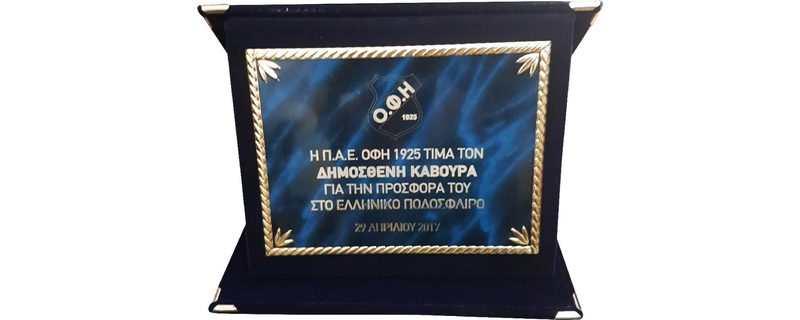 Ο.Φ.Η
1925
Η Π.Α.Ε. ΟΦΗ 1925 ΤΙΜΑ ΤΟΝ
ΔΗΜΟΣΘΕΝΗ ΚΑΒΟΥΡΑ
ΓΙΑ ΤΗΝ ΠΡΟΣΦΟΡΑ ΤΟΥ
ΣΤΟ ΕΛΛΗΝΙΚΟ ΠΟΔΟΣΦΑΙΡΟ
29 ΑΠΡΙΛΙΟΥ 2017